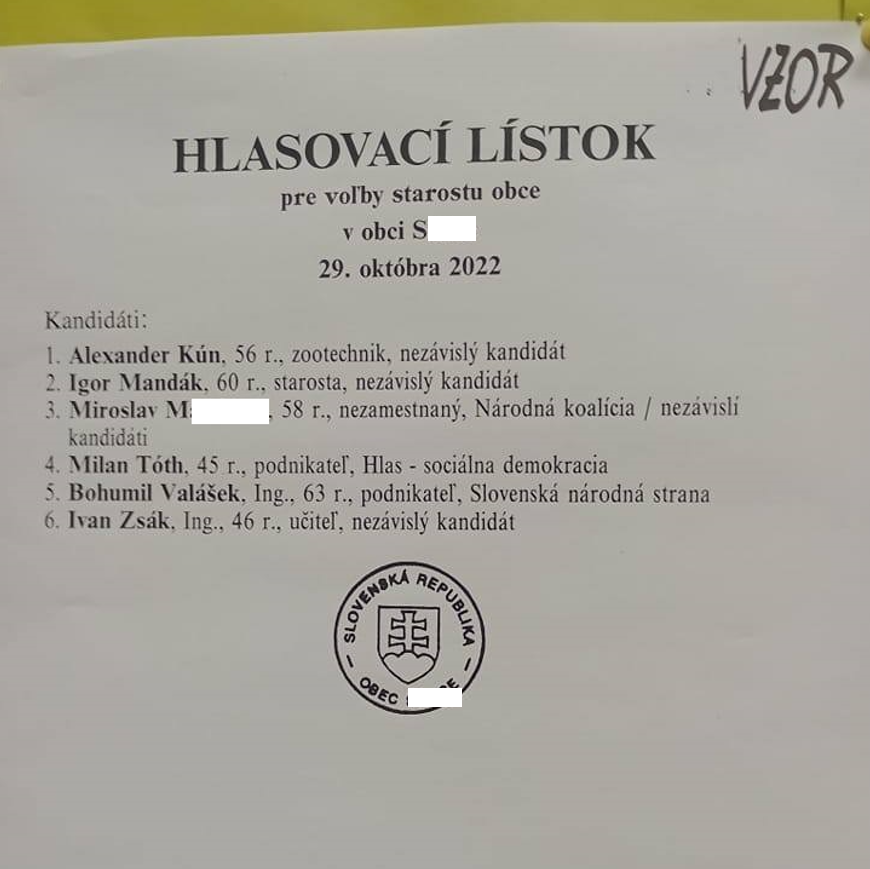 VZOR
HLASOVACÍ LÍSTOK
pre voľby starostu obce
v obci S
29. októbra 2022
Kandidáti:
1. Alexander Kún, 56 r., zootechnik, nezávislý kandidát
2. Igor Mandák, 60 r., starosta, nezávislý kandidát
3. Miroslav M , 58 r., nezamestnaný, Národná koalícia / nezávislí
kandidáti
4. Milan Tóth, 45 r., podnikateľ, Hlas - sociálna demokracia
5. Bohumil Valášek, Ing., 63 r., podnikateľ, Slovenská národná strana
6. Ivan Zsák, Ing., 46 r., učiteľ, nezávislý kandidát
SLOVENSKÁ REPUBLIKA
OBEC